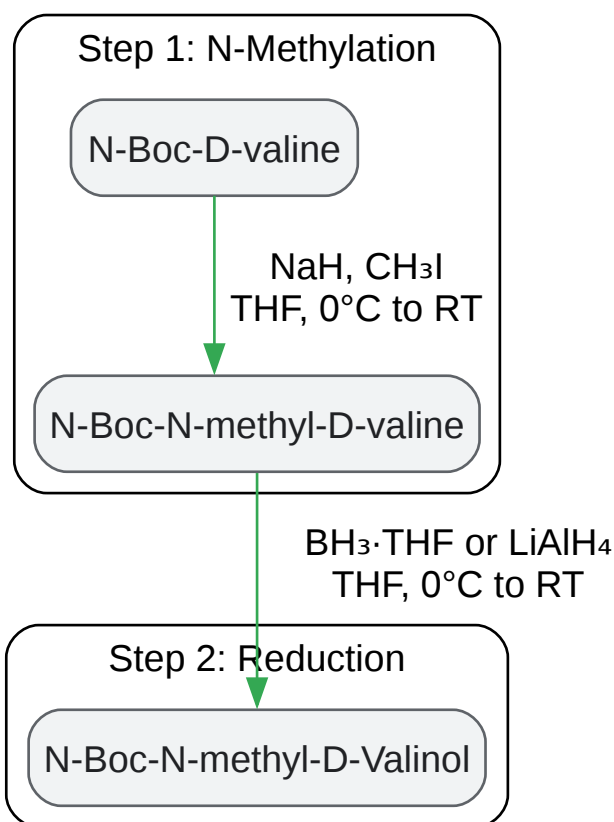 Step 1: N-Methylation
N-Boc-D-valine
NaH, CH₃I
THF, 0°C to RT
N-Boc-N-methyl-D-valine
BH₃·THF or LiAlH₄
THF, 0°C to RT
Step 2: Reduction
N-Boc-N-methyl-D-Valinol